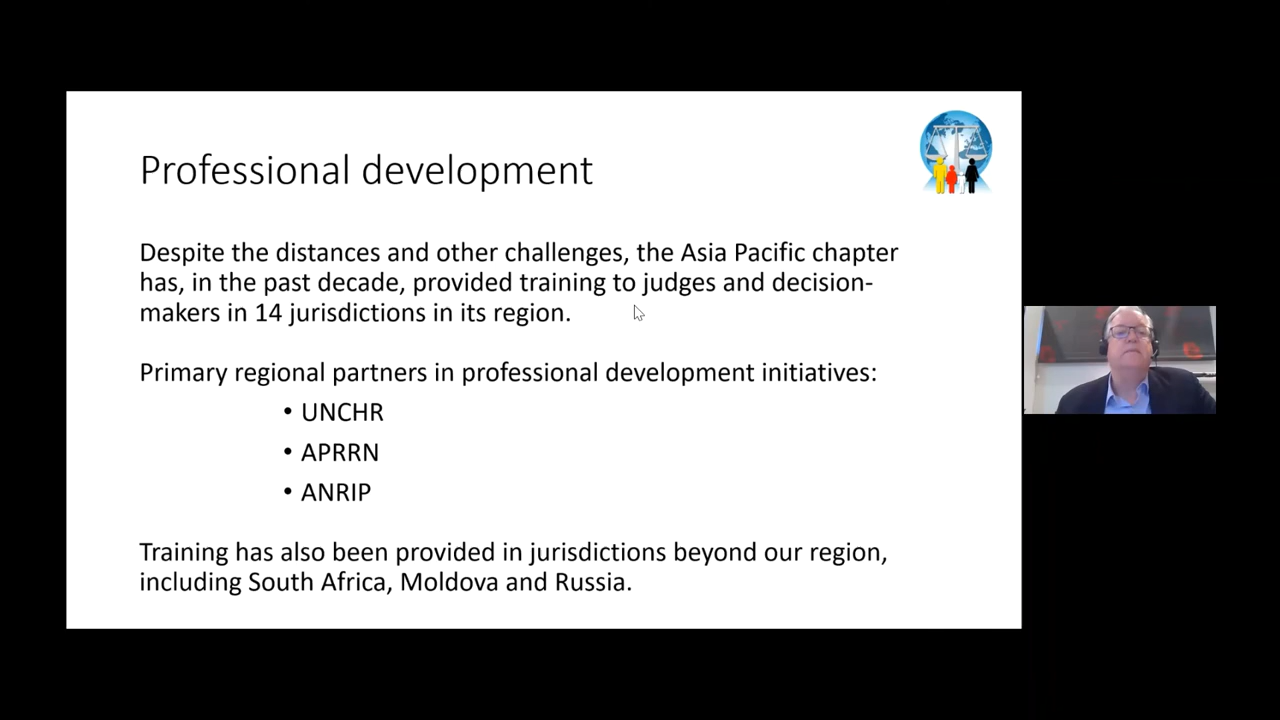 Professional development
Despite the distances and other challenges, the Asia Pacific chapter
has, in the past decade, provided training to judges and decision-
makers in 14 jurisdictions in its region.
Primary regional partners in professional development initiatives:
• UNCHR
• APRRN
• ANRIP
Training has also been provided in jurisdictions beyond our region,
including South Africa, Moldova and Russia.